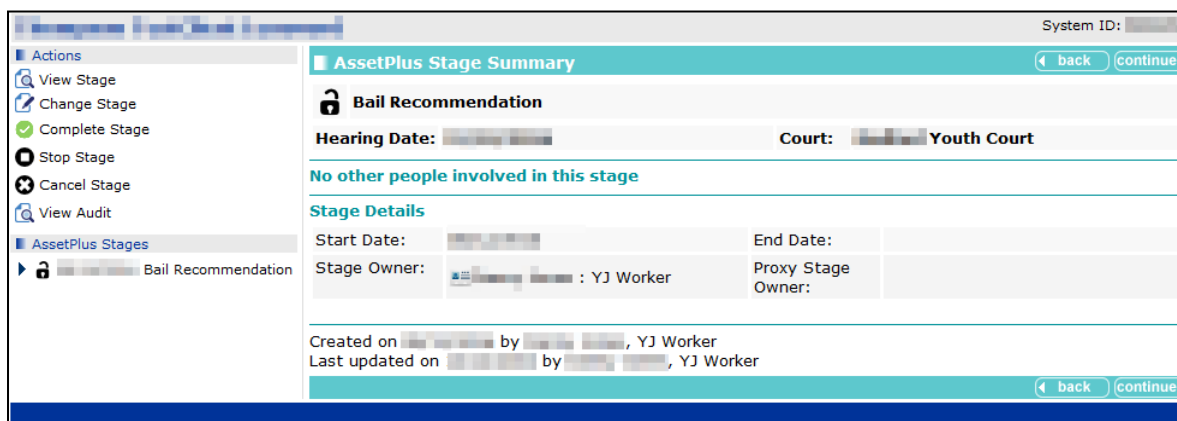 System ID:
Actions
View Stage
Change Stage
Complete Stage
Stop Stage
Cancel Stage
View Audit
AssetPlus Stages
Bail Recommendation
AssetPlus Stage Summary
back continue
Bail Recommendation
Hearing Date: Court: Youth Court
No other people involved in this stage
Stage Details
Start Date: End Date:
Stage Owner: : YJ Worker Proxy Stage
Owner:
Created on by , YJ Worker
Last updated on by , YJ Worker
back continue